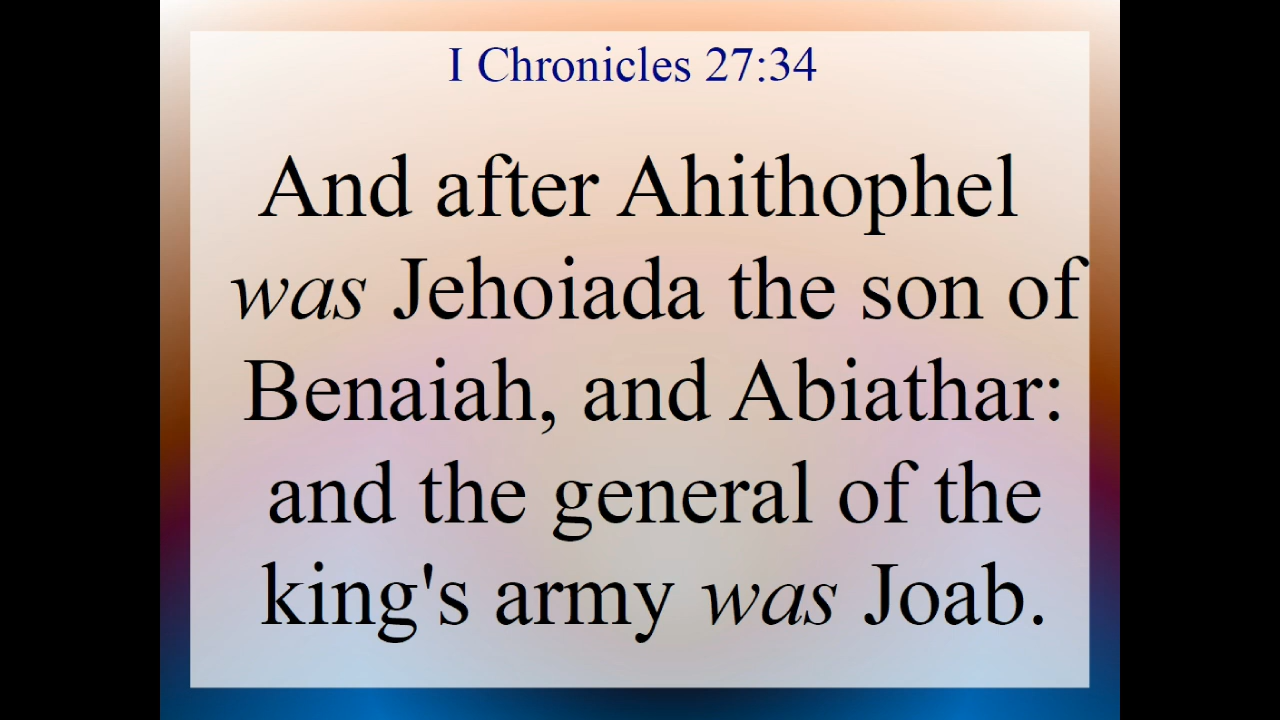 I Chronicles 27:34
And after Ahithophel
was Jehoiada the son of
Benaiah, and Abiathar:
and the general of the
king's army was Joab.